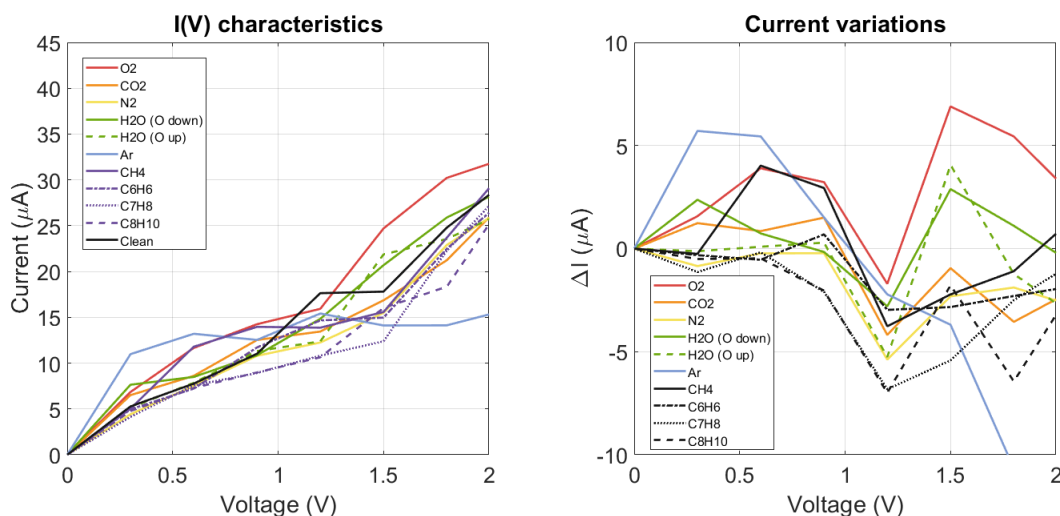 I(V) characteristics
45
40
35
30
25
20
15
10
5
0
Current (μA)
O2
CO2
N2
H2O (O down)
H2O (O up)
Ar
CH4
C6H6
C7H8
C8H10
Clean
0
0.5
1
1.5
2
Voltage (V)
Current variations
10
5
0
-5
-10
ΔI (μA)
O2
CO2
N2
H2O (O down)
H2O (O up)
Ar
CH4
C6H6
C7H8
C8H10
0
0.5
1
1.5
2
Voltage (V)